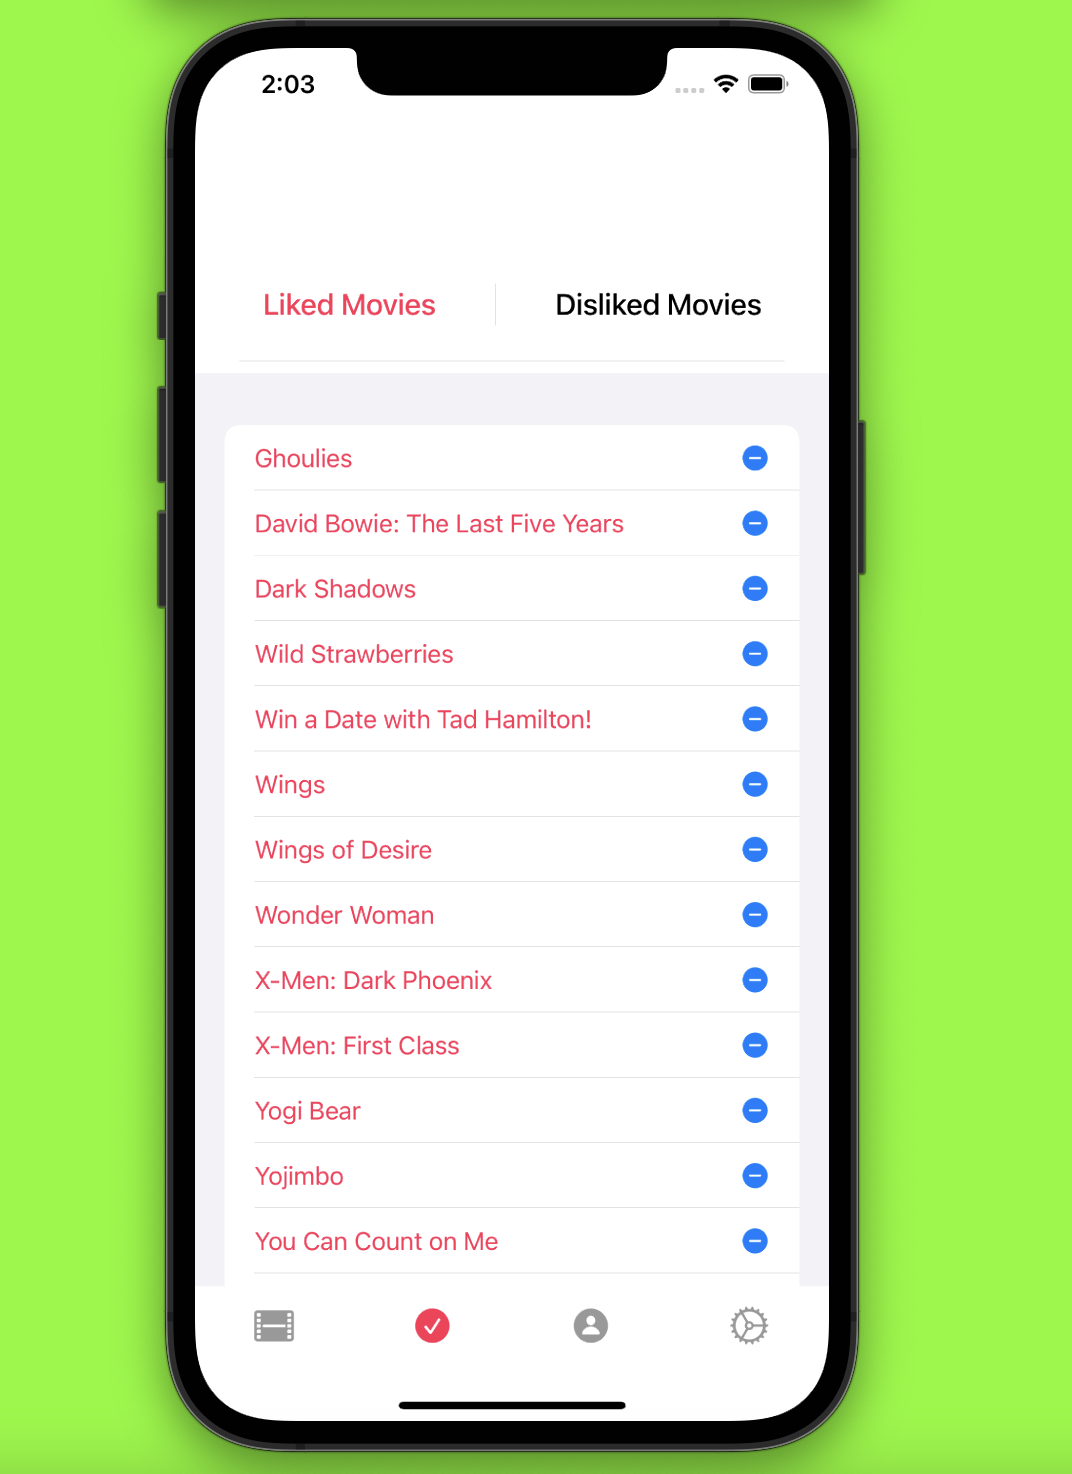 2:03
Liked Movies
Disliked Movies
Ghoulies
David Bowie: The Last Five Years
Dark Shadows
Wild Strawberries
Win a Date with Tad Hamilton!
Wings
Wings of Desire
Wonder Woman
X-Men: Dark Phoenix
X-Men: First Class
Yogi Bear
Yojimbo
You Can Count on Me